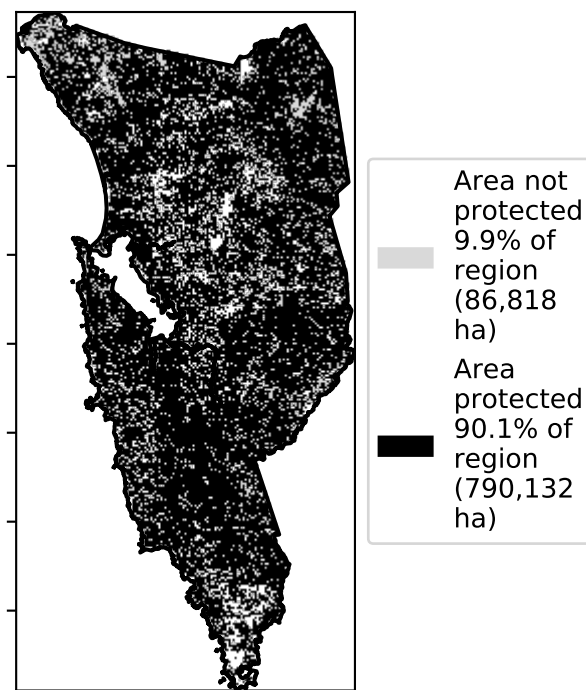 Area not
protected
9.9% of
region
(86,818
ha)
Area
protected
90.1% of
region
(790,132
ha)